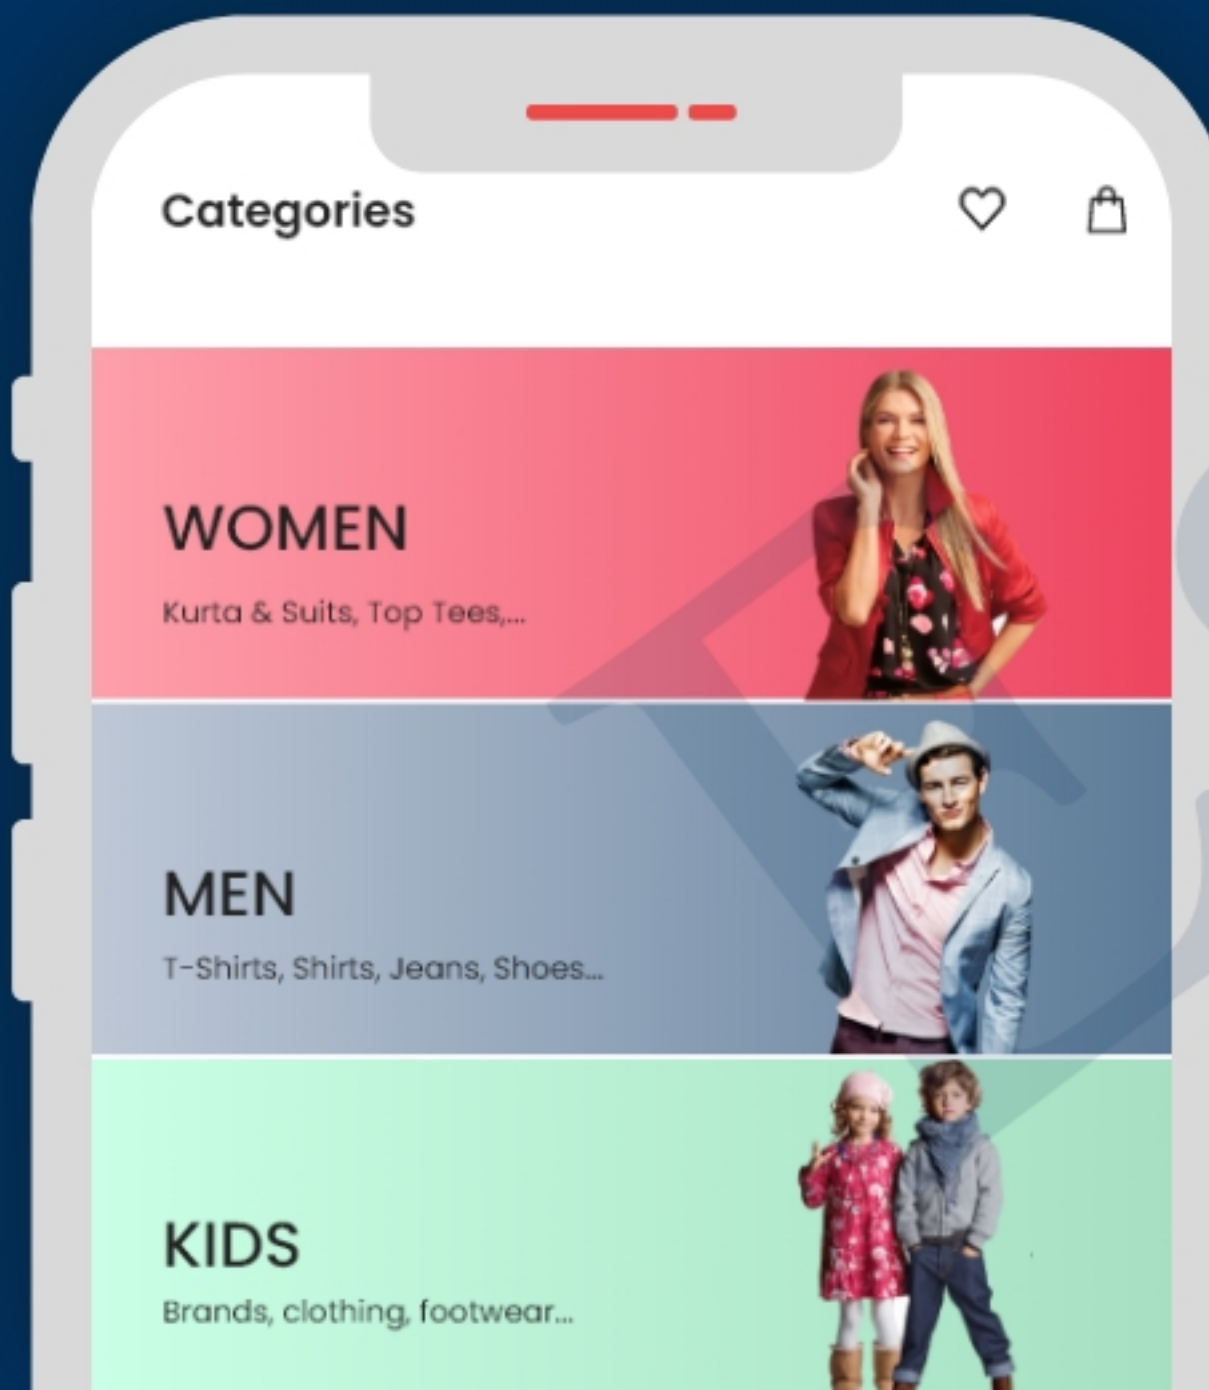 Categories
WOMEN
Kurta & Suits, Top Tees,...
MEN
T-Shirts, Shirts, Jeans, Shoes...
KIDS
Brands, clothing, footwear...